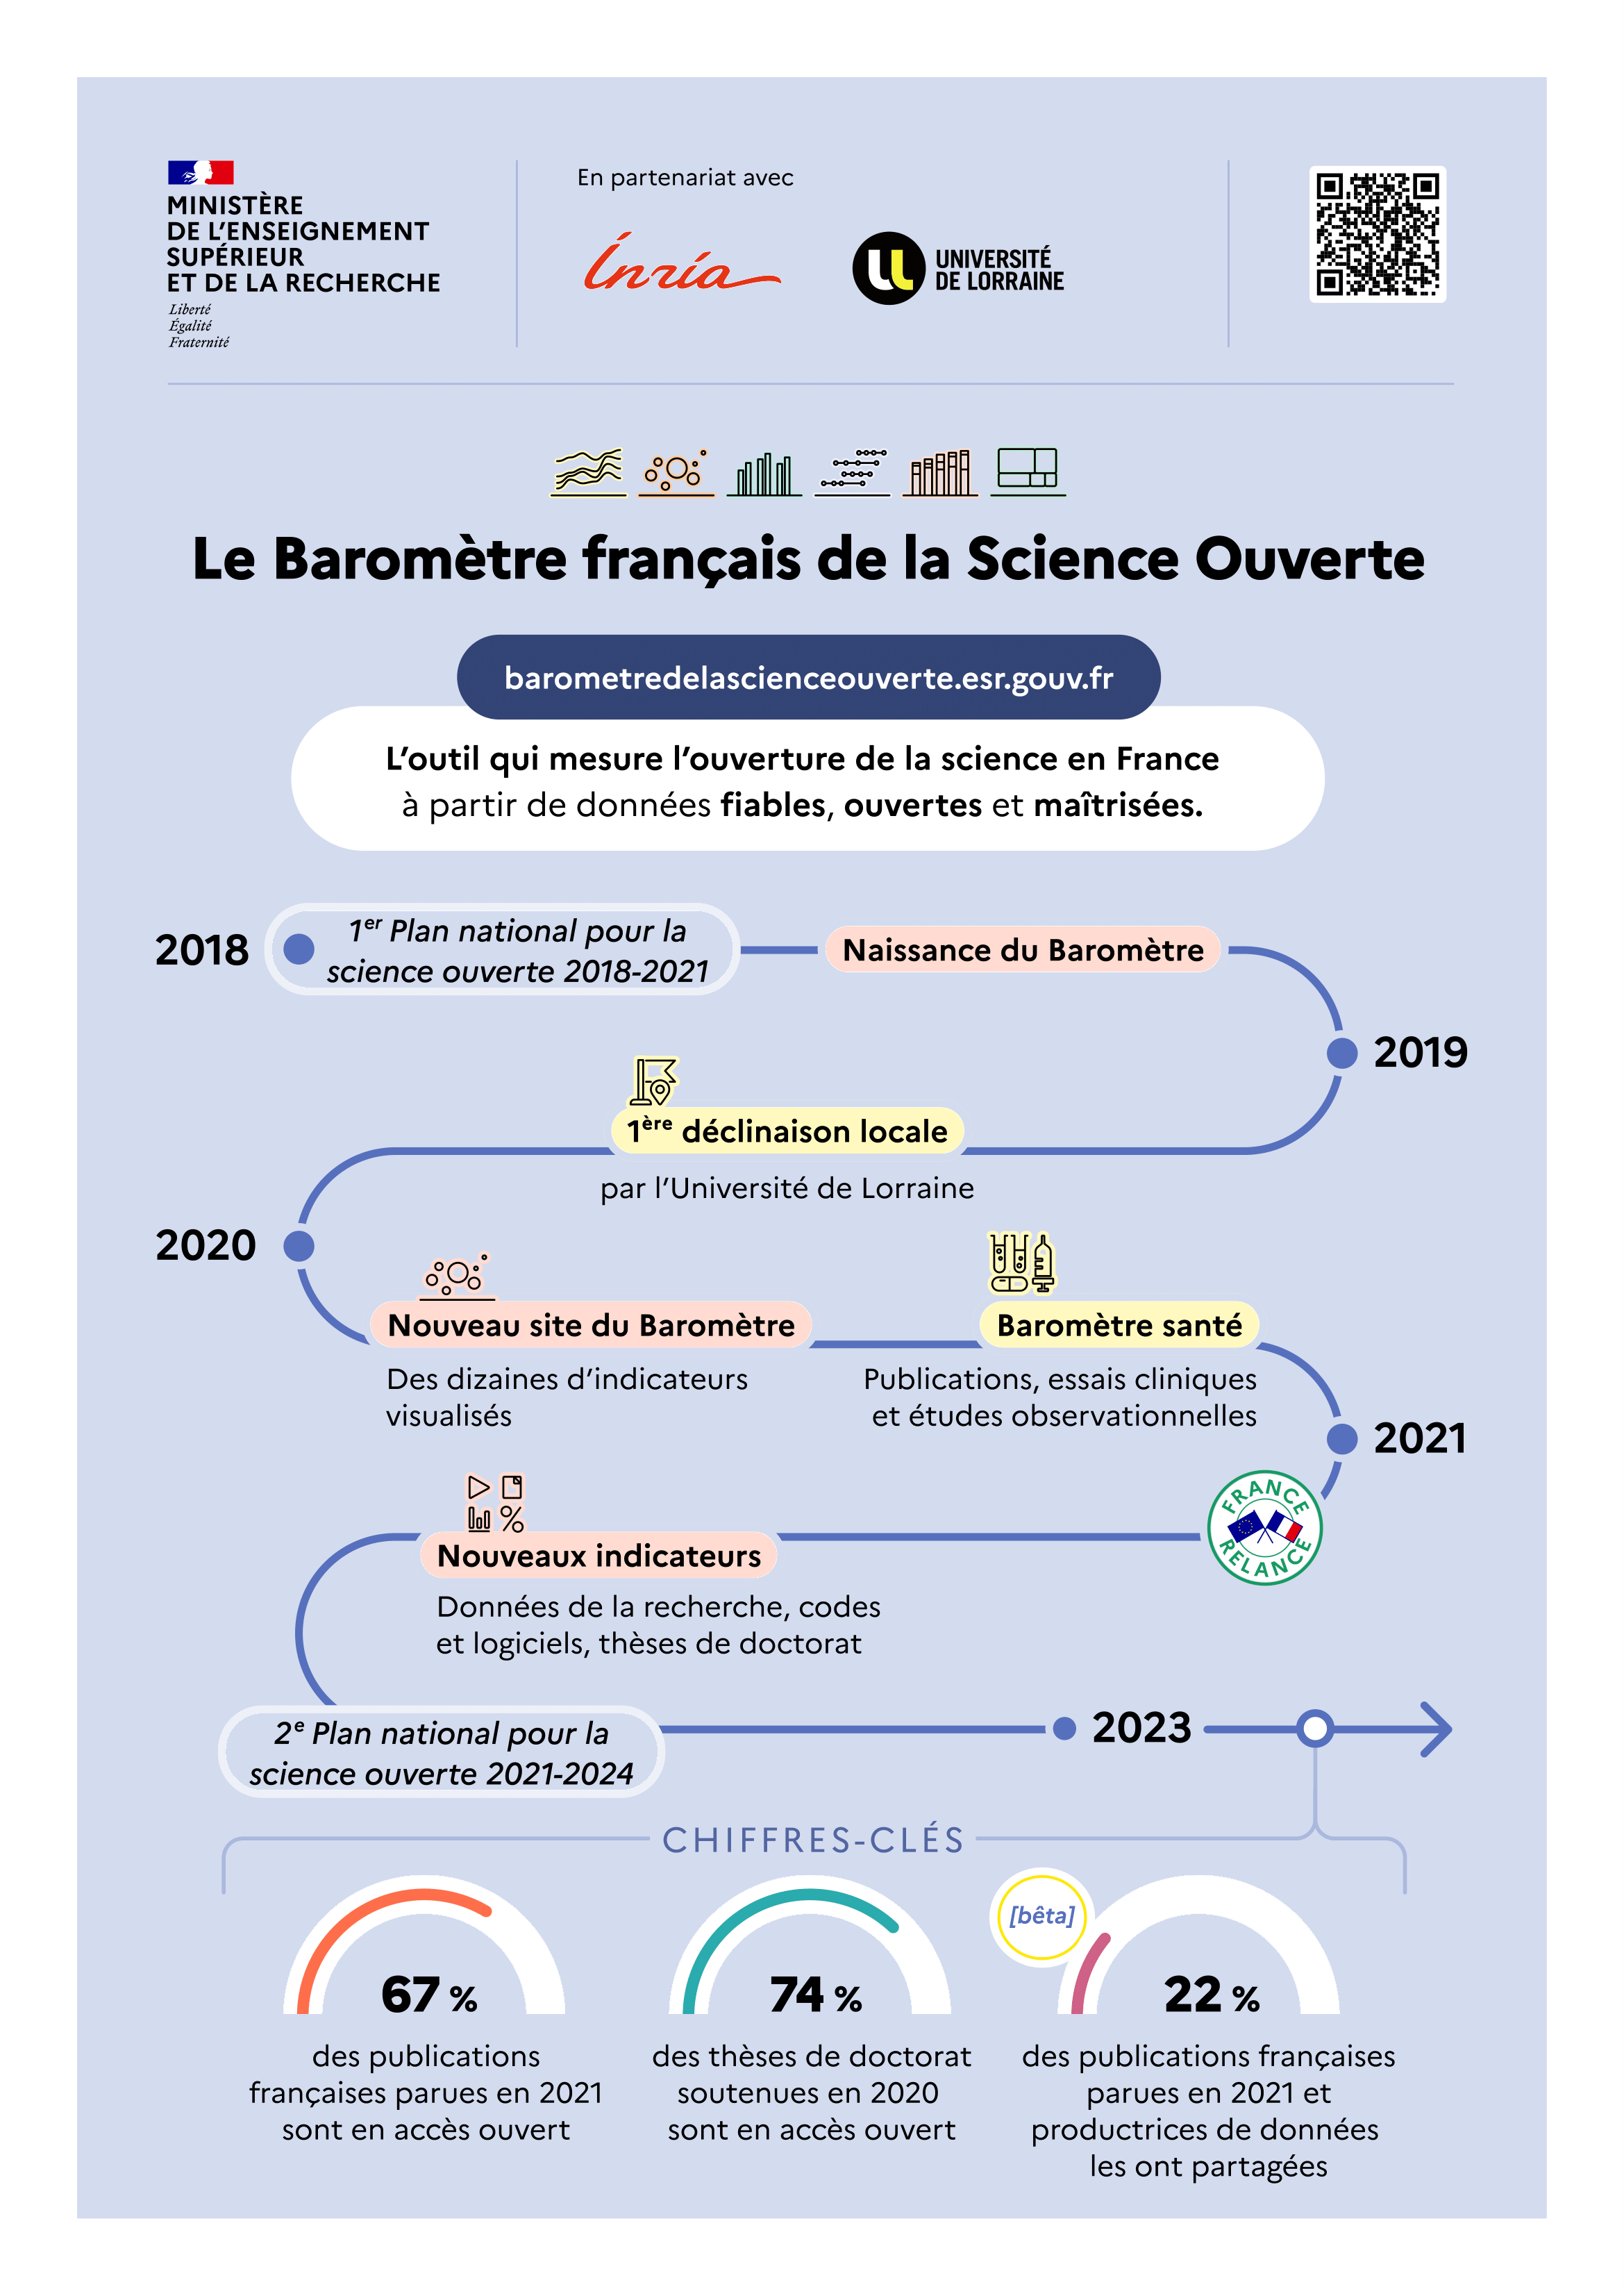 MINISTÈRE
DE L'ENSEIGNEMENT
SUPÉRIEUR
ET DE LA RECHERCHE
Liberté
Égalité
Fraternité
En partenariat avec
Inría
UNIVERSITÉ
DE LORRAINE
Le Baromètre français de la Science Ouverte
barometredelascienceouverte.esr.gouv.fr
L'outil qui mesure l'ouverture de la science en France
à partir de données fiables, ouvertes et maîtrisées.
2018
1er Plan national pour la
science ouverte 2018-2021
Naissance du Baromètre
2019
1ère déclinaison locale
par l'Université de Lorraine
2020
Nouveau site du Baromètre
Des dizaines d'indicateurs
visualisés
Baromètre santé
Publications, essais cliniques
et études observationnelles
2021
FRANCE
RELANCE
%
Nouveaux indicateurs
Données de la recherche, codes
et logiciels, thèses de doctorat
2e Plan national pour la
science ouverte 2021-2024
2023
CHIFFRES-CLÉS
67 %
des publications
françaises parues en 2021
sont en accès ouvert
74 %
des thèses de doctorat
soutenues en 2020
sont en accès ouvert
[bêta]
22 %
des publications françaises
parues en 2021 et
productrices de données
les ont partagées